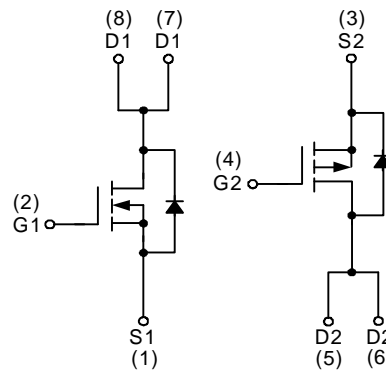 (8) (7)
D1 D1
(3)
S2
(2)
G1
(4)
G2
S1
(1)
D2 D2
(5) (6